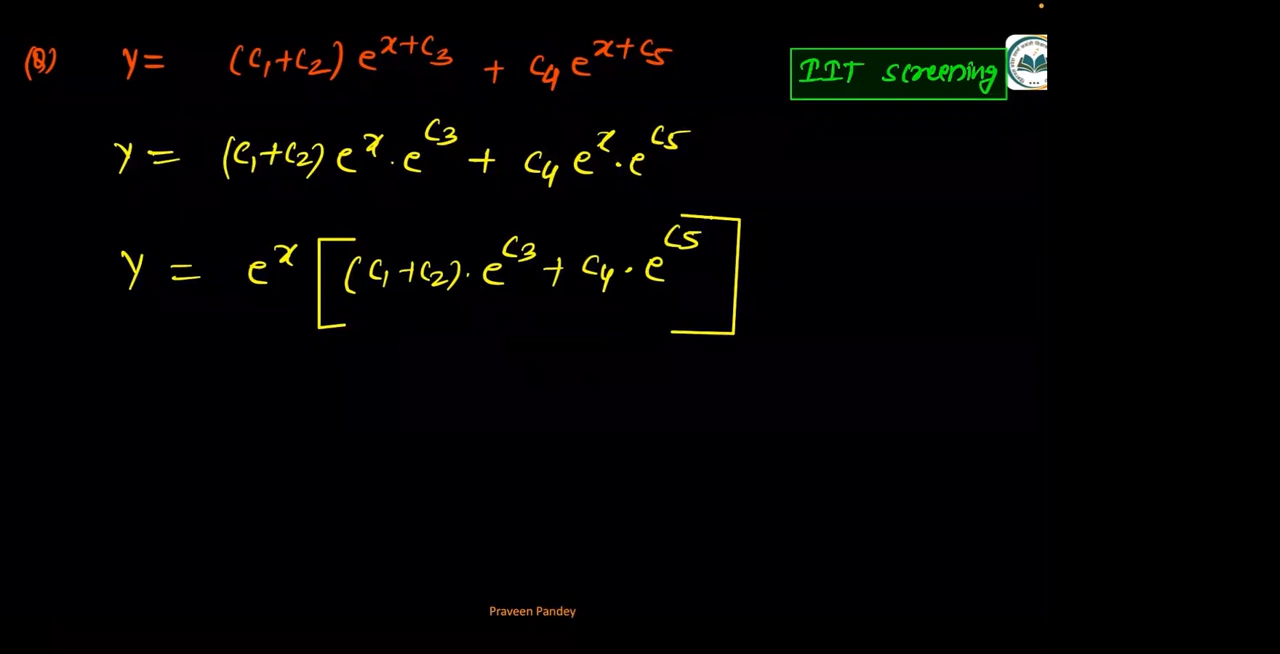 (Q) y = (C₁+C₂) e^{x+C₃} + C₄ e^{x+C₅}
IIT screening
y = (C₁+C₂) e^x . e^{C₃} + C₄ e^x . e^{C₅}
y = e^x [(C₁+C₂) . e^{C₃} + C₄ . e^{C₅}]
Praveen Pandey